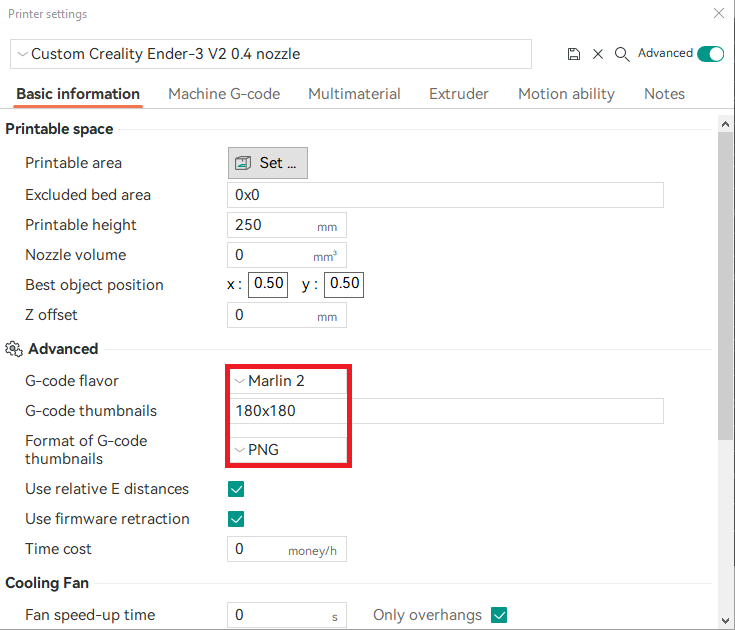 Printer settings
Custom Creality Ender-3 V2 0.4 nozzle
Advanced
Basic information Machine G-code Multimaterial Extruder Motion ability Notes
Printable space
Printable area Set ...
Excluded bed area 0x0
Printable height 250 mm
Nozzle volume 0 mm³
Best object position x : 0.50 y : 0.50
Z offset 0 mm
Advanced
G-code flavor Marlin 2
G-code thumbnails 180x180
Format of G-code
thumbnails PNG
Use relative E distances
Use firmware retraction
Time cost 0 money/h
Cooling Fan
Fan speed-up time 0 s Only overhangs